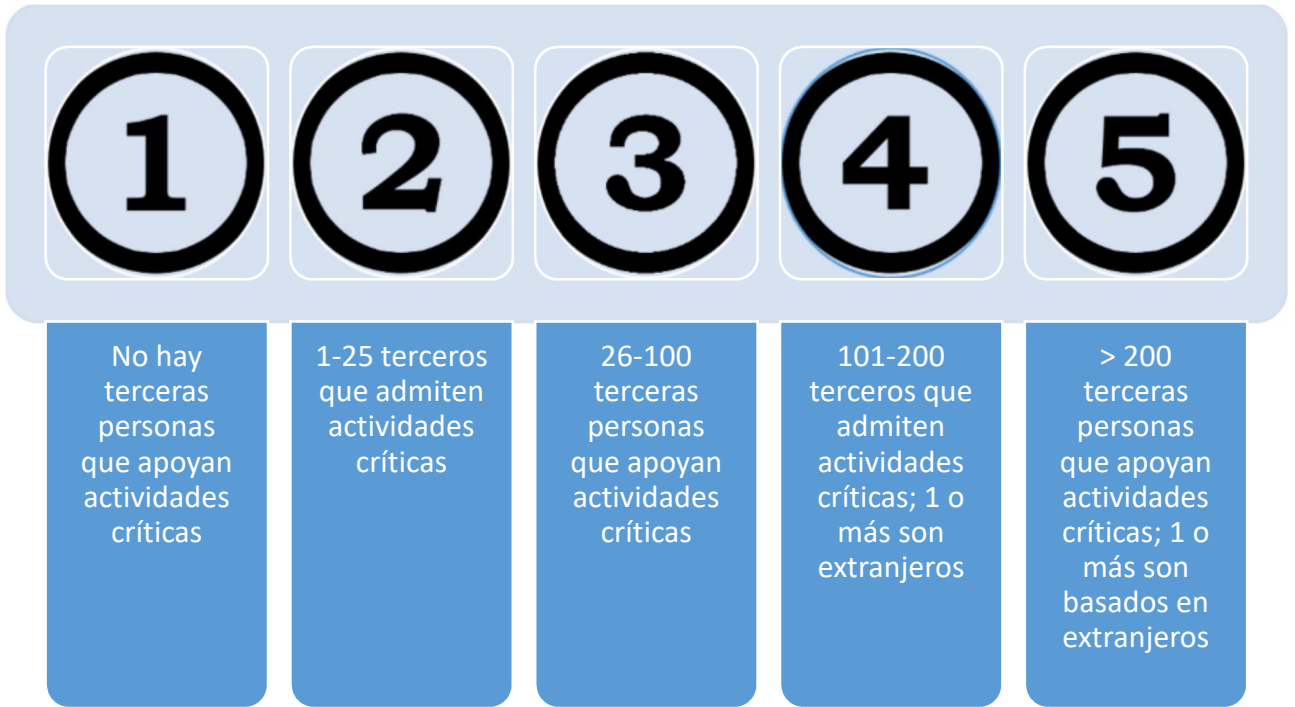 1
2
3
4
5
No hay
terceras
personas
que apoyan
actividades
críticas
1-25 terceros
que admiten
actividades
críticas
26-100
terceras
personas
que apoyan
actividades
críticas
101-200
terceros que
admiten
actividades
críticas; 1 o
más son
extranjeros
> 200
terceras
personas
que apoyan
actividades
críticas; 1 o
más son
basados en
extranjeros